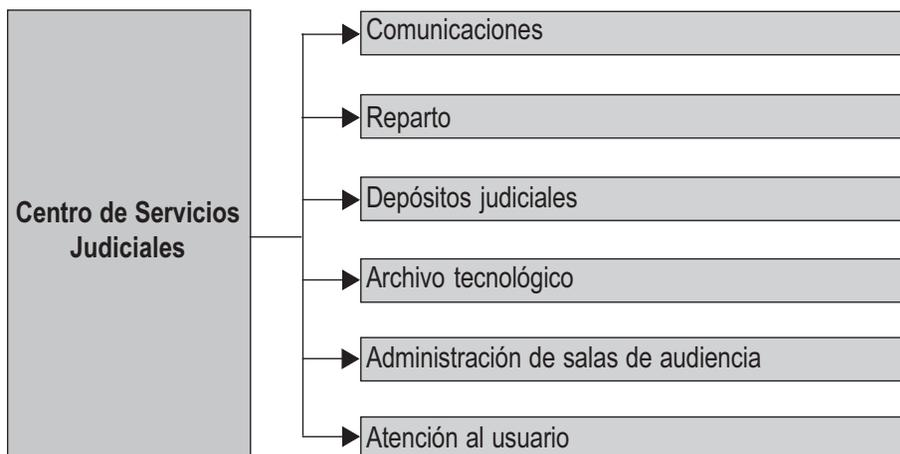 Centro de Servicios
Judiciales
Comunicaciones
Reparto
Depósitos judiciales
Archivo tecnológico
Administración de salas de audiencia
Atención al usuario